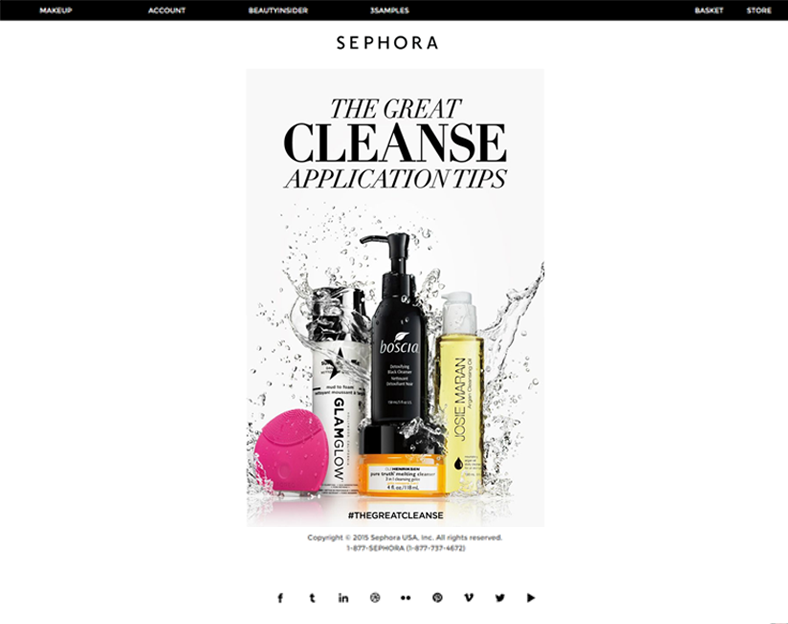 MAKEUP ACCOUNT BEAUTYINSIDER 3SAMPLES BASKET STORE
SEPHORA
THE GREAT
CLEANSE
APPLICATION TIPS
boscia
Detoxifying
Black Cleanser
Nettoyant
Détoxifiant Noir
mud to foam
GLAMGLOW
JOSIE MARAN
Argan Cleansing Oil
OLEHENRIKSEN
pure truth melting cleanser
2-in-1 cleansing gelée
4 fl. oz./118 mL
#THEGREATCLEANSE
Copyright © 2015 Sephora USA, Inc. All rights reserved.
1-877-SEPHORA (1-877-737-4672)